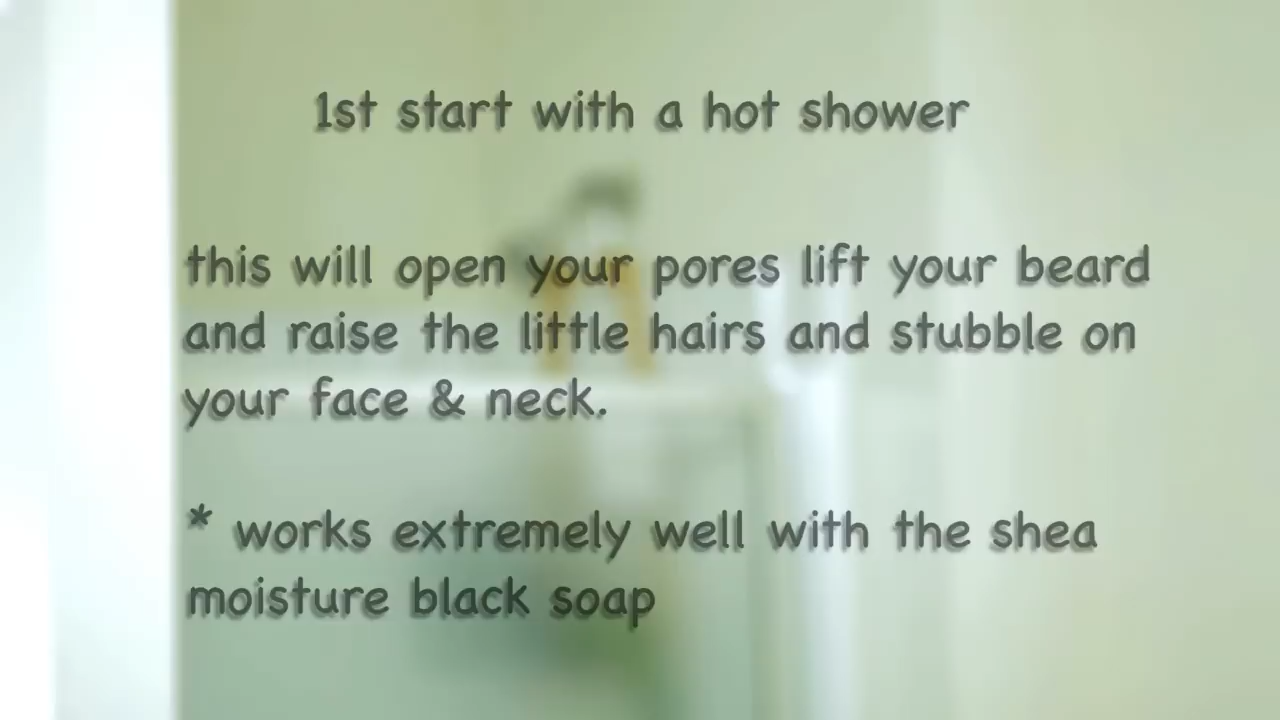 1st start with a hot shower
this will open your pores lift your beard
and raise the little hairs and stubble on
your face & neck.
* works extremely well with the shea
moisture black soap